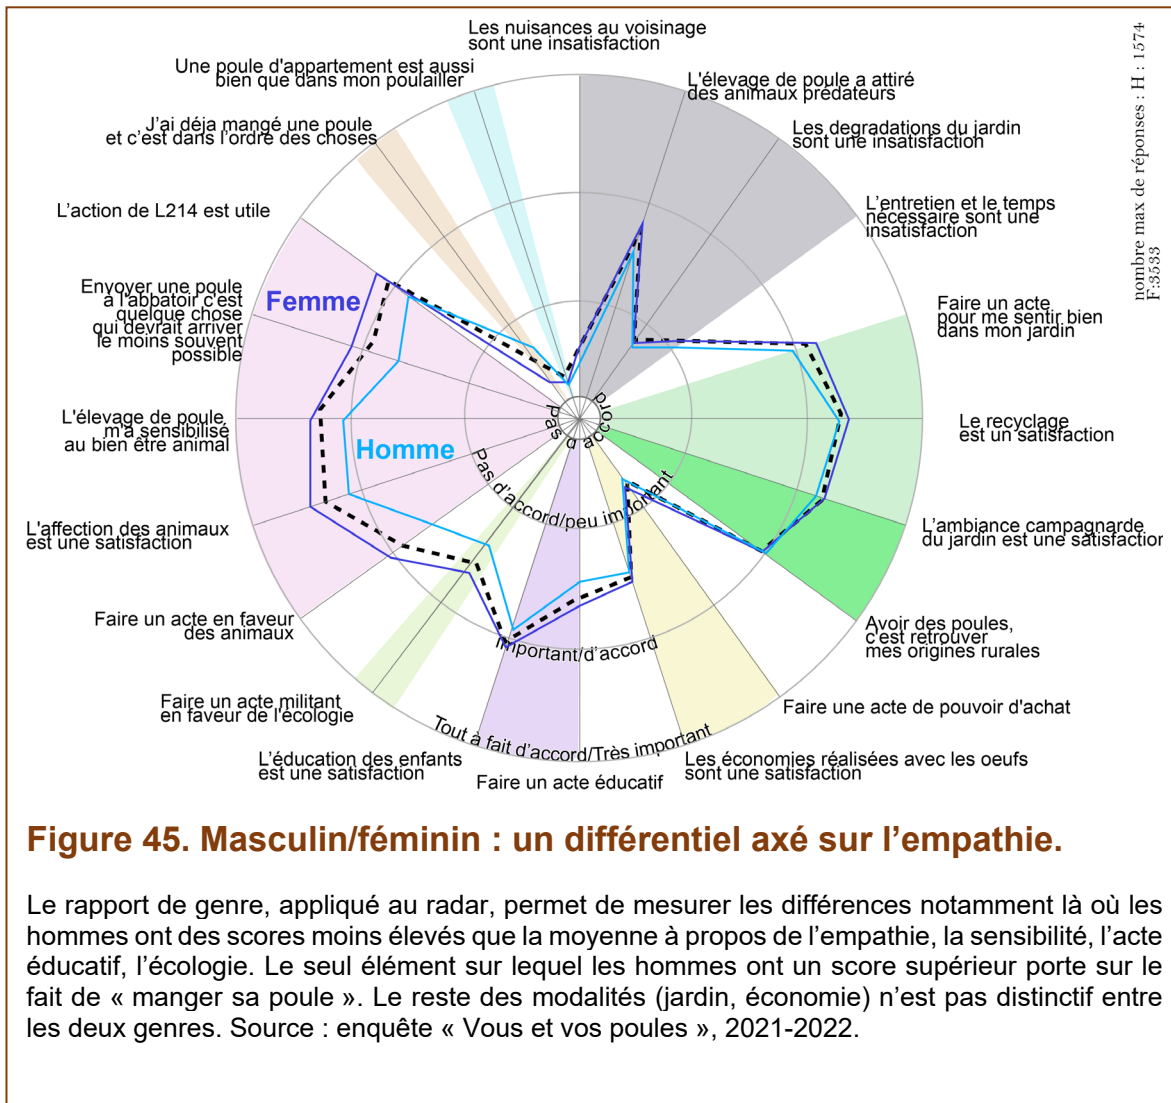 Les nuisances au voisinage
sont une insatisfaction
L'élevage de poule a attiré
des animaux prédateurs
Les degradations du jardin
sont une insatisfaction
L'entretien et le temps
nécessaire sont une
insatisfaction
Faire un acte
pour me sentir bien
dans mon jardin
Le recyclage
est un satisfaction
L'ambiance campagnarde
du jardin est une satisfaction
Avoir des poules,
c'est retrouver
mes origines rurales
Faire une acte de pouvoir d'achat
Les économies réalisées avec les oeufs
sont une satisfaction
Faire un acte éducatif
L'éducation des enfants
est une satisfaction
Faire un acte militant
en faveur de l'écologie
Faire un acte en faveur
des animaux
L'affection des animaux
est une satisfaction
L'élevage de poule
m'a sensibilisé
au bien être animal
Envoyer une poule
à l'abbatoir c'est
quelque chose
qui devrait arriver
le moins souvent
possible
L'action de L214 est utile
J'ai déja mangé une poule
et c'est dans l'ordre des choses
Une poule d'appartement est aussi
bien que dans mon poulailler
Femme
Homme
Pas d'accord
Pas d'accord/peu important
Important/d'accord
Tout à fait d'accord/Très important
nombre max de réponses : H : 1574
F:3533
Figure 45. Masculin/féminin : un différentiel axé sur l'empathie.
Le rapport de genre, appliqué au radar, permet de mesurer les différences notamment là où les
hommes ont des scores moins élevés que la moyenne à propos de l'empathie, la sensibilité, l'acte
éducatif, l'écologie. Le seul élément sur lequel les hommes ont un score supérieur porte sur le
fait de « manger sa poule ». Le reste des modalités (jardin, économie) n'est pas distinctif entre
les deux genres. Source : enquête « Vous et vos poules », 2021-2022.